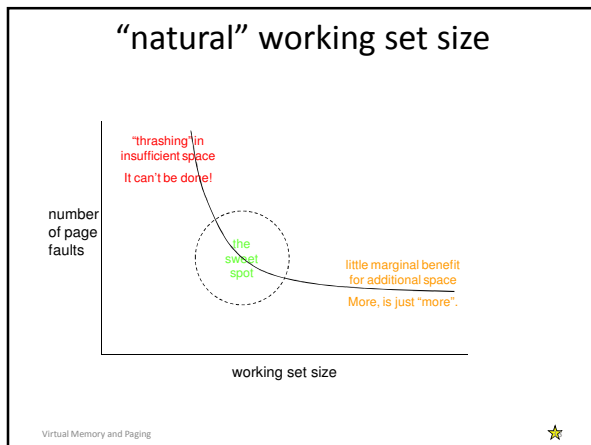 “natural” working set size
“thrashing” in
insufficient space
It can’t be done!
number
of page
faults
the
sweet
spot
little marginal benefit
for additional space
More, is just “more”.
working set size
Virtual Memory and Paging